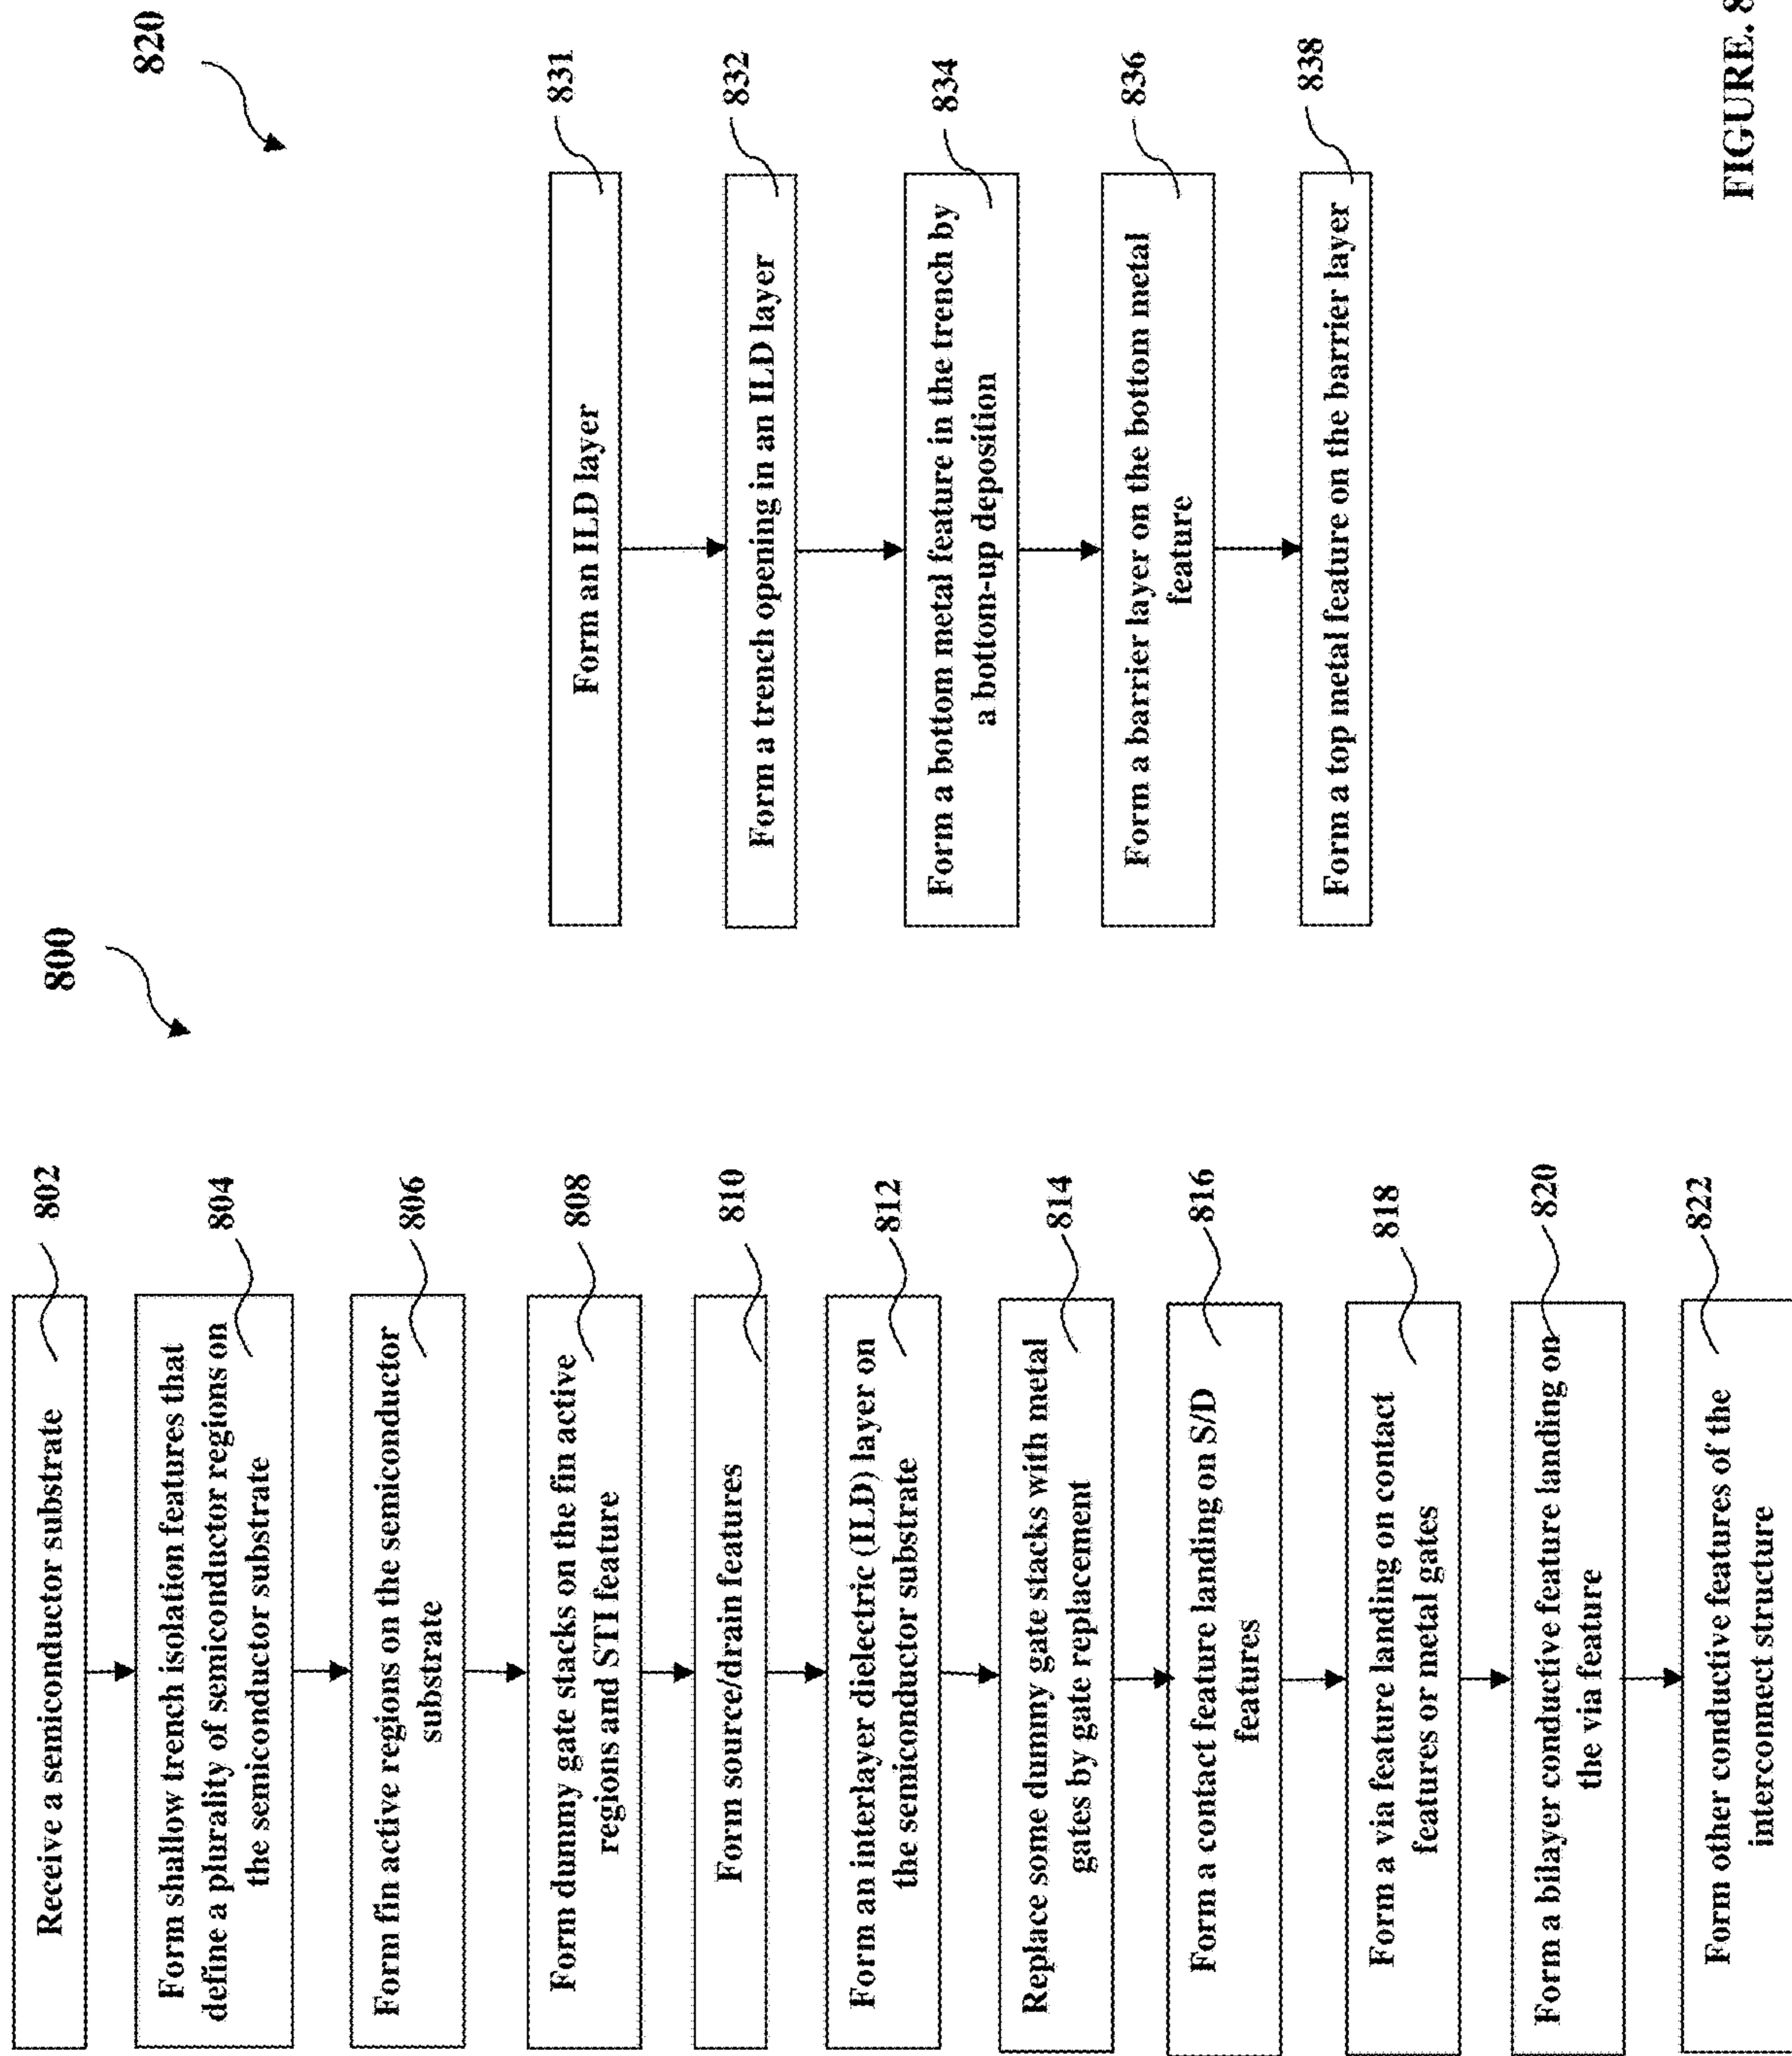 800
Receive a semiconductor substrate
802
Form shallow trench isolation features that
define a plurality of semiconductor regions on
the semiconductor substrate
804
Form fin active regions on the semiconductor
substrate
806
Form dummy gate stacks on the fin active
regions and STI feature
808
Form source/drain features
810
Form an interlayer dielectric (ILD) layer on
the semiconductor substrate
812
Replace some dummy gate stacks with metal
gates by gate replacement
814
Form a contact feature landing on S/D
features
816
Form a via feature landing on contact
features or metal gates
818
Form a bilayer conductive feature landing on
the via feature
820
Form other conductive features of the
interconnect structure
822
820
Form an ILD layer
831
Form a trench opening in an ILD layer
832
Form a bottom metal feature in the trench by
a bottom-up deposition
834
Form a barrier layer on the bottom metal
feature
836
Form a top metal feature on the barrier layer
838
FIGURE. 8